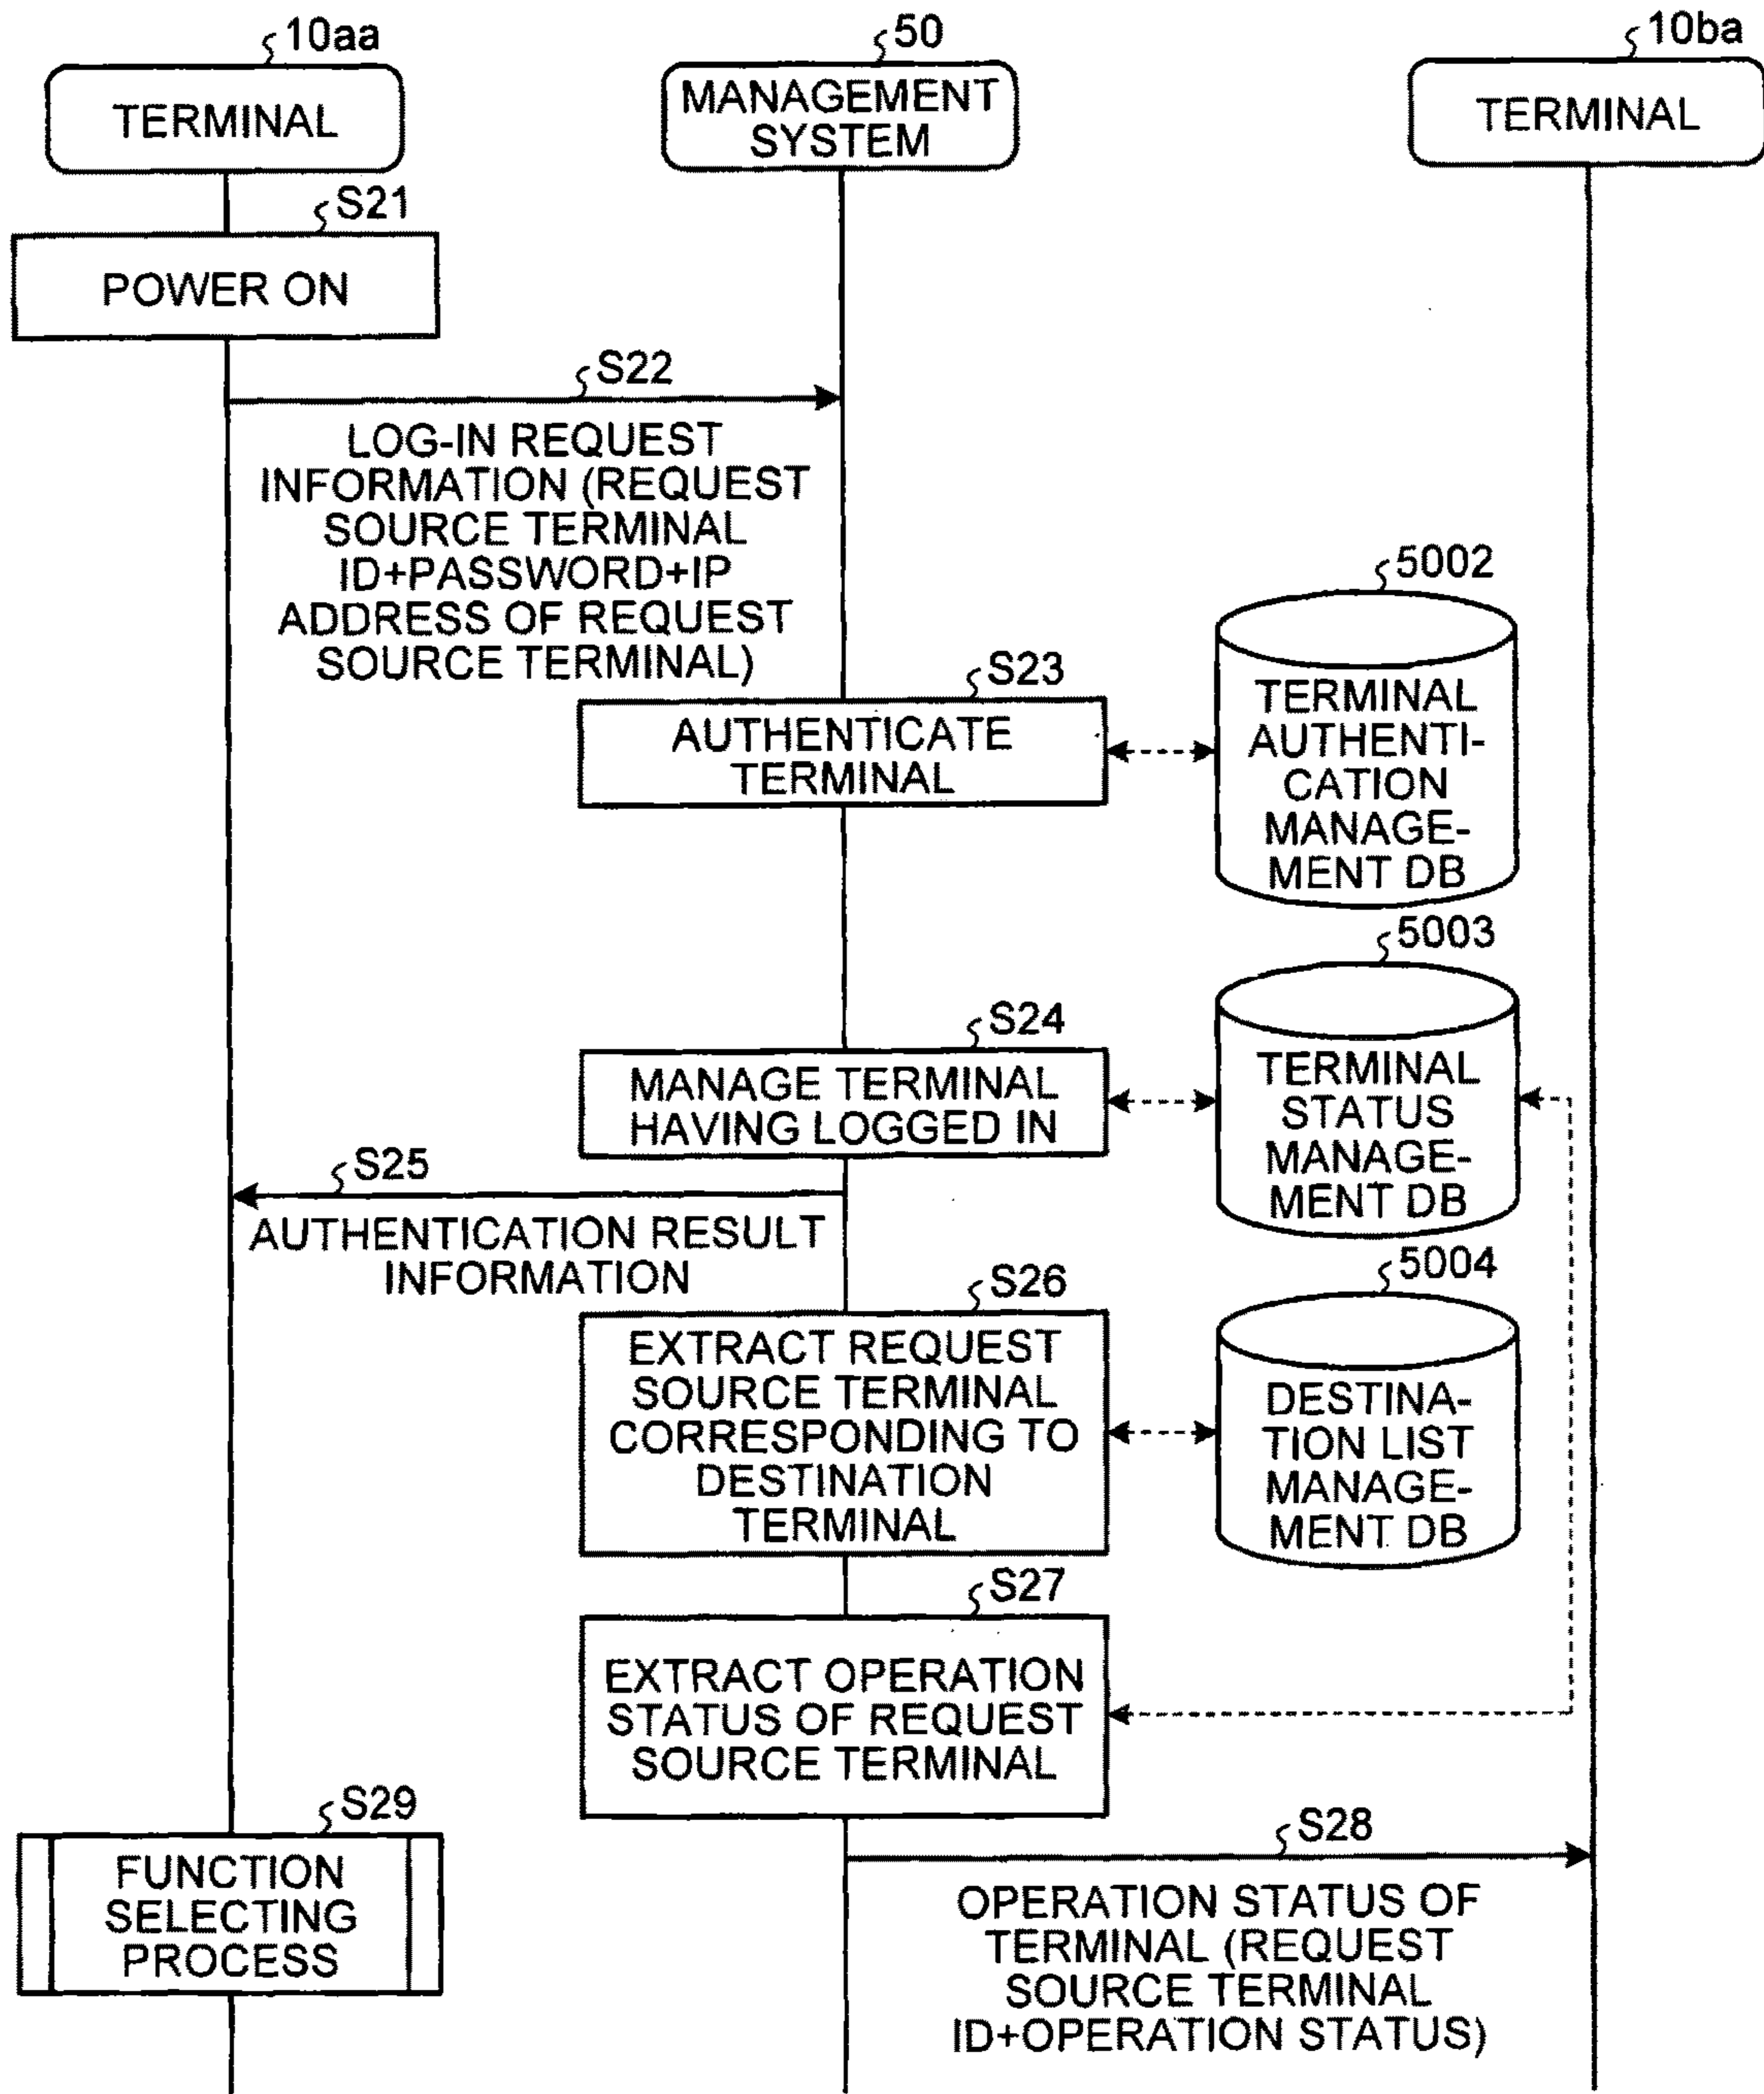 10aa
50
10ba
TERMINAL
MANAGEMENT
SYSTEM
TERMINAL
S21
POWER ON
S22
LOG-IN REQUEST
INFORMATION (REQUEST
SOURCE TERMINAL
ID+PASSWORD+IP
ADDRESS OF REQUEST
SOURCE TERMINAL)
S23
AUTHENTICATE
TERMINAL
5002
TERMINAL
AUTHENTI-
CATION
MANAGE-
MENT DB
S24
MANAGE TERMINAL
HAVING LOGGED IN
5003
TERMINAL
STATUS
MANAGE-
MENT DB
S25
AUTHENTICATION RESULT
INFORMATION
S26
EXTRACT REQUEST
SOURCE TERMINAL
CORRESPONDING TO
DESTINATION
TERMINAL
5004
DESTINA-
TION LIST
MANAGE-
MENT DB
S27
EXTRACT OPERATION
STATUS OF REQUEST
SOURCE TERMINAL
S28
OPERATION STATUS OF
TERMINAL (REQUEST
SOURCE TERMINAL
ID+OPERATION STATUS)
S29
FUNCTION
SELECTING
PROCESS